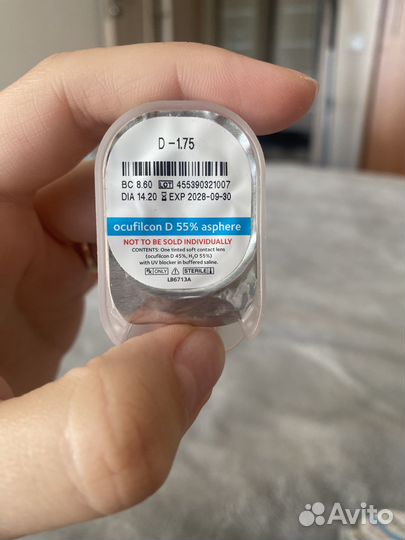 D -1.75
BC 8.60 LOT 455390321007
DIA 14.20 EXP 2028-09-30
ocufilcon D 55% asphere
NOT TO BE SOLD INDIVIDUALLY
CONTENTS: One tinted soft contact lens
(ocufilcon D 45%, H₂O 55%)
with UV blocker in buffered saline.
℞ ONLY STERILE
LB6713A
Avito